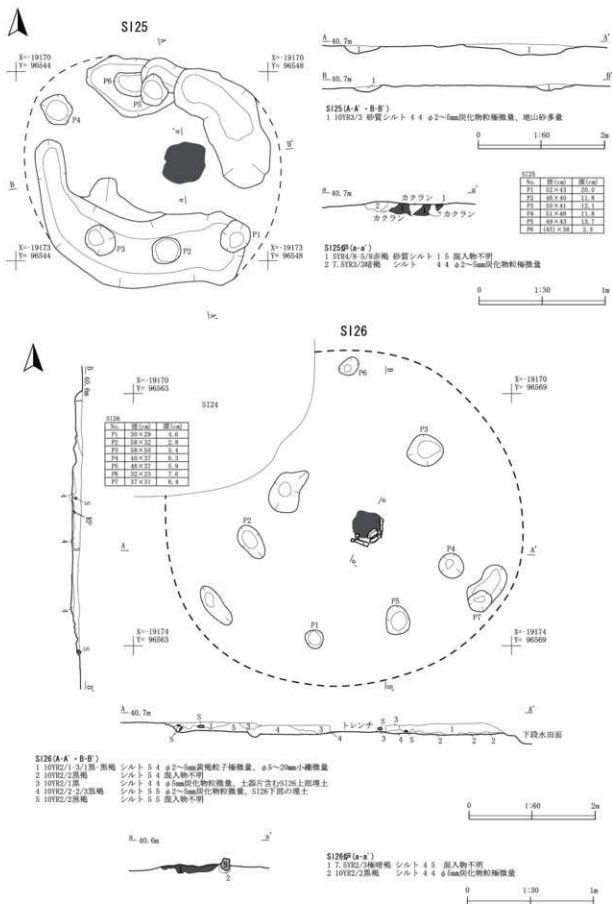 SI25
A
X=-19170
Y= 96544
X=-19170
Y= 96548
P6
P5
P4
a
B'
B
a'
P3
P2
P1
X=-19173
Y= 96544
X=-19173
Y= 96548
A'
A 40.7m A'
1 1
B 40.7m B'
1 1
SI25(A-A'・B-B')
1 10YR3/3 砂質シルト 4 4 φ2～5mm炭化物粒極微量、地山砂多量
0 1:60 2m
a 40.7m a'
カクラン 1
2
カクラン カクラン
SI25
No. 径(cm) 深(cm)
P1 52×43 20.0
P2 46×40 11.8
P3 50×41 12.1
P4 51×48 11.8
P5 49×43 13.7
P6 (45)×36 2.3
SI25炉(a-a')
1 5YR4/8-5/8赤褐 砂質シルト 1 5 混入物不明
2 7.5YR3/3暗褐 シルト 4 4 φ2～5mm炭化物粒極微量
0 1:30 1m
SI26
B 40.6m
X=-19170
Y= 96563
SI24
P6
B
X=-19170
Y= 96569
SI26
No. 径(cm) 深(cm)
P1 30×29 4.6
P2 58×32 2.8
P3 58×50 5.4
P4 40×37 6.3
P5 46×37 5.9
P6 32×23 7.6
P7 37×31 6.4
P3
a
P2
A
a'
P4
A'
P7
P5
P1
X=-19174
Y= 96563
X=-19174
Y= 96569
B'
B'
A 40.7m A'
トレンチ
下段水田面
SI26(A-A'・B-B')
1 10YR2/1-3/1黒-黒褐 シルト 5 4 φ2～5mm黄褐粒子極微量、φ5～20mm小礫微量
2 10YR2/2黒褐 シルト 5 4 混入物不明
3 10YR2/1黒 シルト 4 4 φ5mm炭化物粒微量、土器片含むSI26上部埋土
4 10YR2/2-2/3黒褐 シルト 5 5 φ2～5mm炭化物粒微量、SI26下部の埋土
5 10YR2/2黒褐 シルト 5 5 混入物不明
0 1:60 2m
a 40.6m a'
S
2
SI26炉(a-a')
1 7.5YR2/3極暗褐 シルト 4 5 混入物不明
2 10YR2/2黒褐 シルト 4 4 φ5mm炭化物粒極微量
0 1:30 1m